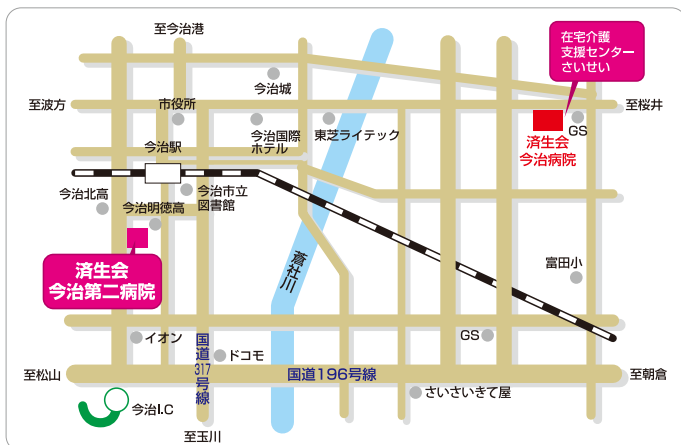 至今治港
在宅介護
支援センター
さいせい
今治城
至波方
市役所
至桜井
GS
今治国際
ホテル
東芝ライテック
済生会
今治病院
今治駅
今治市立
図書館
今治北高
今治明徳高
済生会
今治第二病院
蒼社川
富田小
イオン
国道317号線
ドコモ
GS
至松山
国道196号線
至朝倉
今治I.C
さいさいきて屋
至玉川